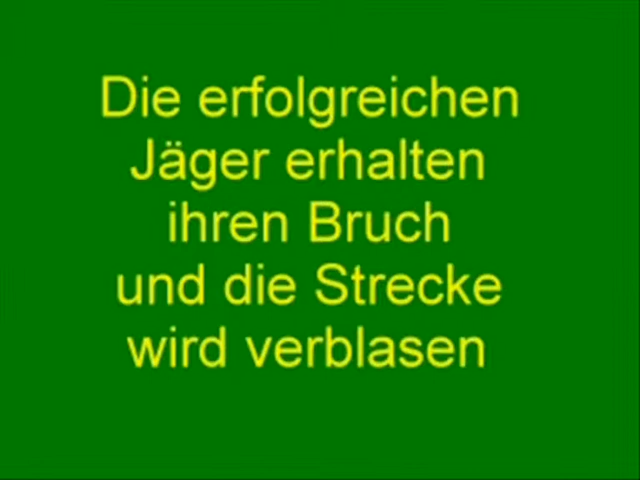 Die erfolgreichen
Jäger erhalten
ihren Bruch
und die Strecke
wird verblasen